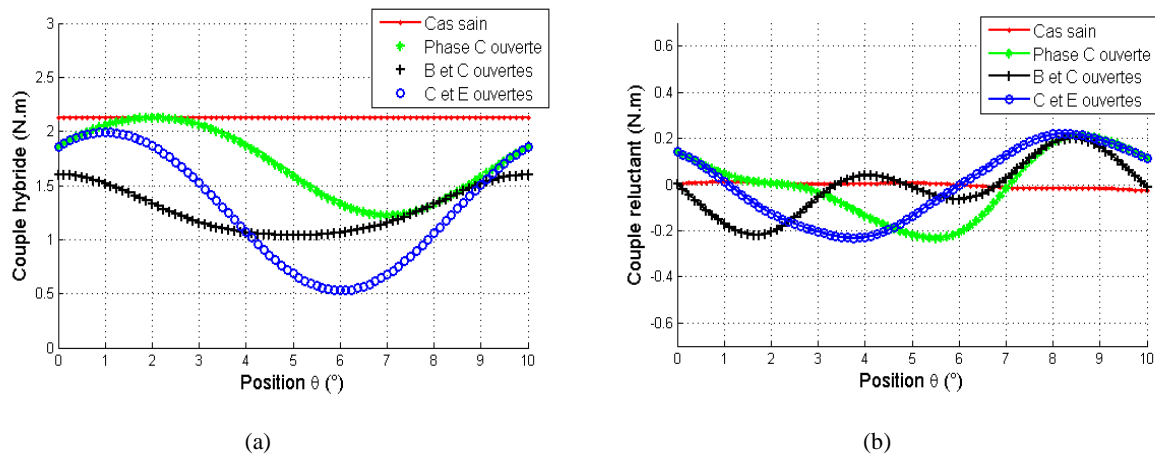 3
2.5
2
1.5
1
0.5
0
0 1 2 3 4 5 6 7 8 9 10
Couple hybride (N.m)
Position θ (°)
Cas sain
Phase C ouverte
B et C ouvertes
C et E ouvertes
(a)
0.6
0.4
0.2
0
-0.2
-0.4
-0.6
0 1 2 3 4 5 6 7 8 9 10
Couple reluctant (N.m)
Position θ (°)
Cas sain
Phase C ouverte
B et C ouvertes
C et E ouvertes
(b)